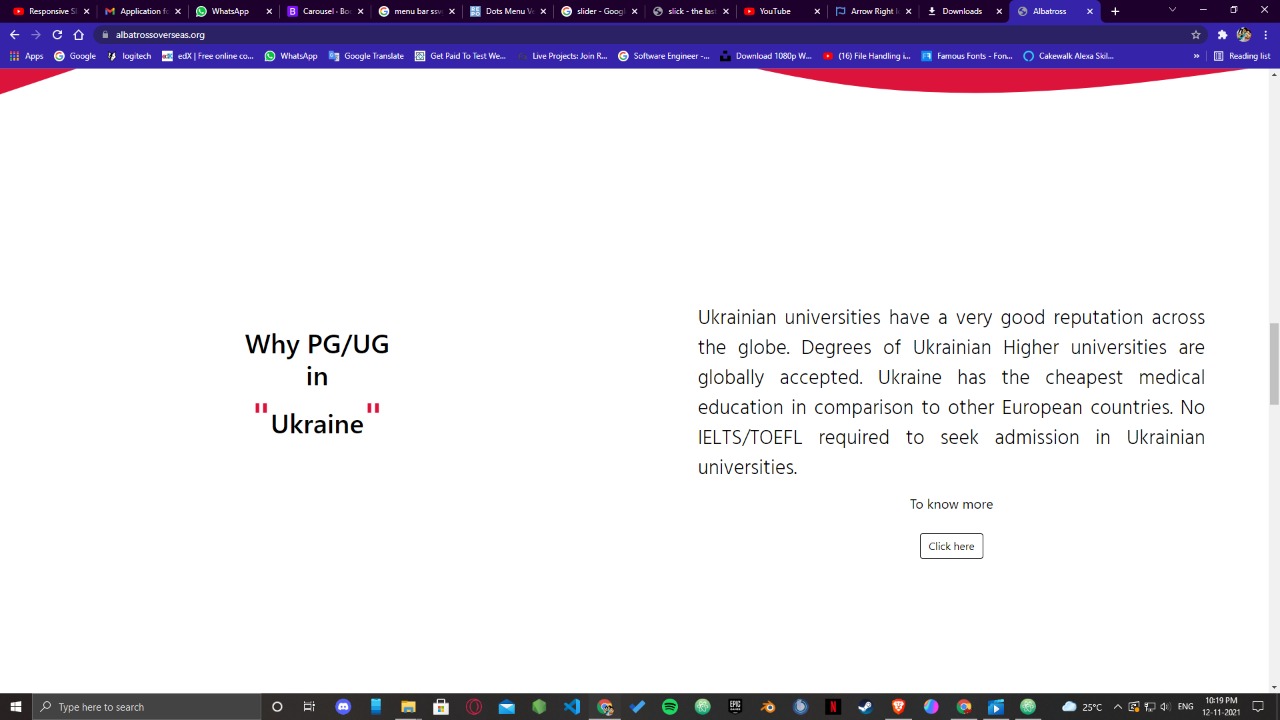 Responsive Sl
Application fo
WhatsApp
Carousel · Boo
menu bar svg
Dots Menu Ve
slider - Googl
slick - the last
YouTube
Arrow Right Ic
Downloads
Albatross
albatrossoverseas.org
Apps
Google
logitech
edX | Free online co...
WhatsApp
Google Translate
Get Paid To Test We...
Live Projects: Join R...
Software Engineer -...
Download 1080p W...
(16) File Handling i...
Famous Fonts - Fon...
Cakewalk Alexa Skil...
»
Reading list
Why PG/UG
in
"Ukraine"
Ukrainian universities have a very good reputation across
the globe. Degrees of Ukrainian Higher universities are
globally accepted. Ukraine has the cheapest medical
education in comparison to other European countries. No
IELTS/TOEFL required to seek admission in Ukrainian
universities.
To know more
Click here
Type here to search
25°C
ENG
10:19 PM
12-11-2021